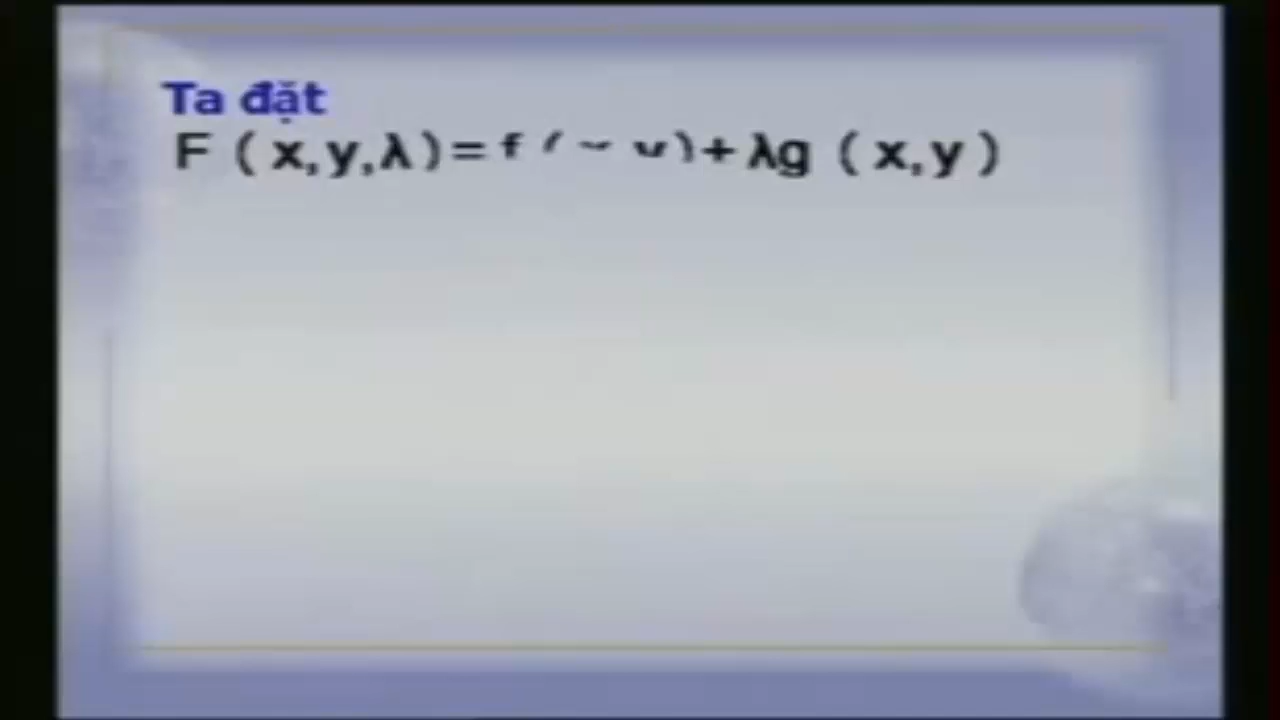 Ta đặt
F ( x,y,λ)=f (x y)+λg ( x,y )